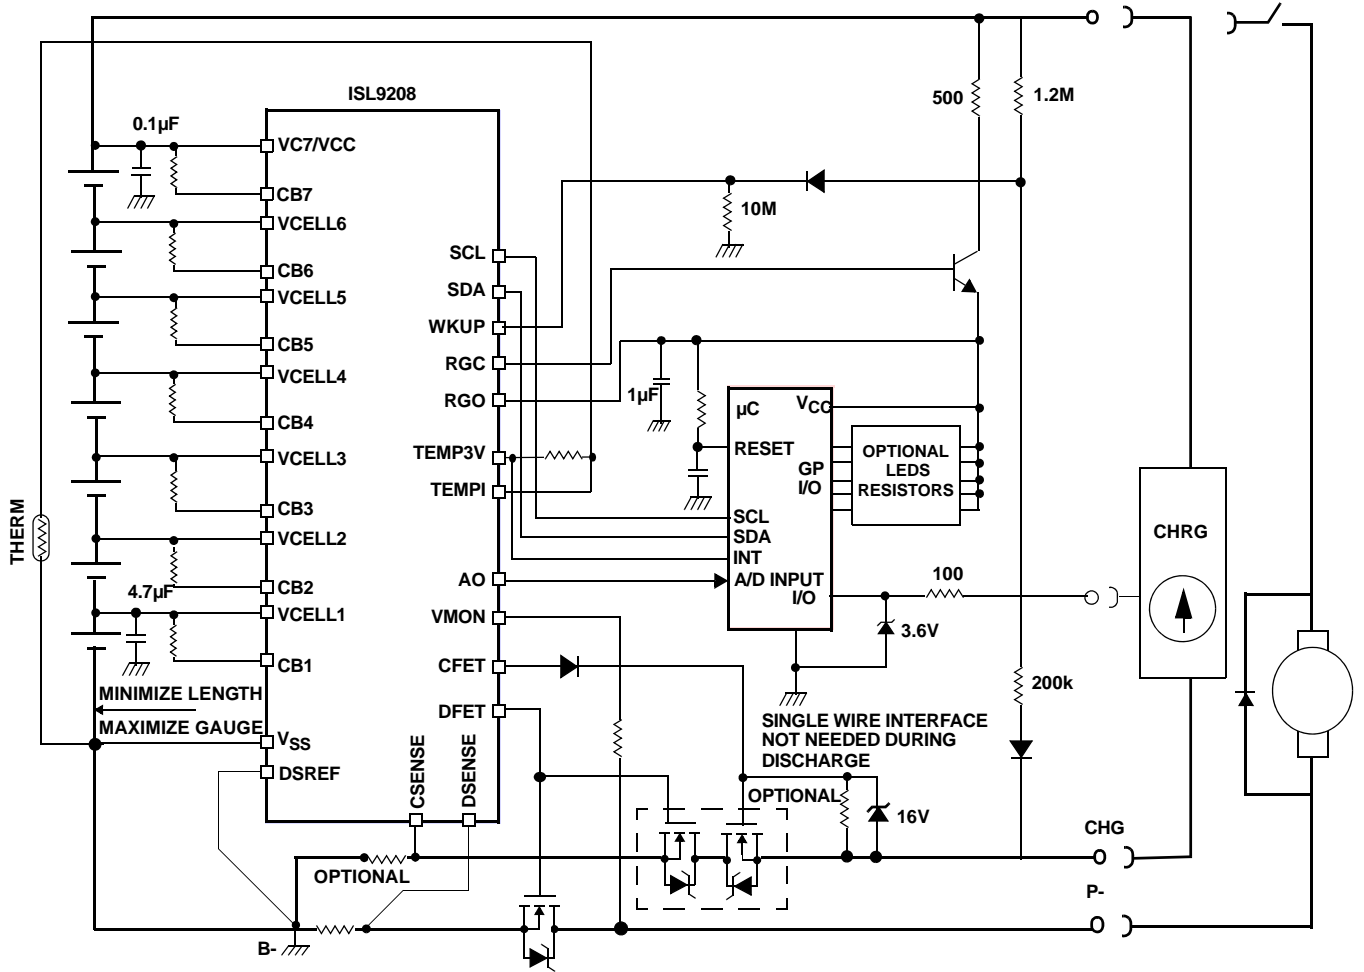 ISL9208
0.1µF
500
1.2M
VC7/VCC
CB7
10M
VCELL6
SCL
CB6
SDA
VCELL5
WKUP
CB5
RGC
VCELL4
1µF
RGO
µC
VCC
CB4
TEMP3V
RESET
OPTIONAL
LEDS
RESISTORS
GP
I/O
VCELL3
TEMPI
CB3
SCL
SDA
INT
THERM
VCELL2
CHRG
AO
A/D INPUT
I/O
100
CB2
4.7µF
VCELL1
VMON
3.6V
CB1
CFET
200k
MINIMIZE LENGTH
MAXIMIZE GAUGE
DFET
SINGLE WIRE INTERFACE
NOT NEEDED DURING
DISCHARGE
VSS
DSREF
CSENSE
DSENSE
OPTIONAL
16V
CHG
OPTIONAL
P-
B-